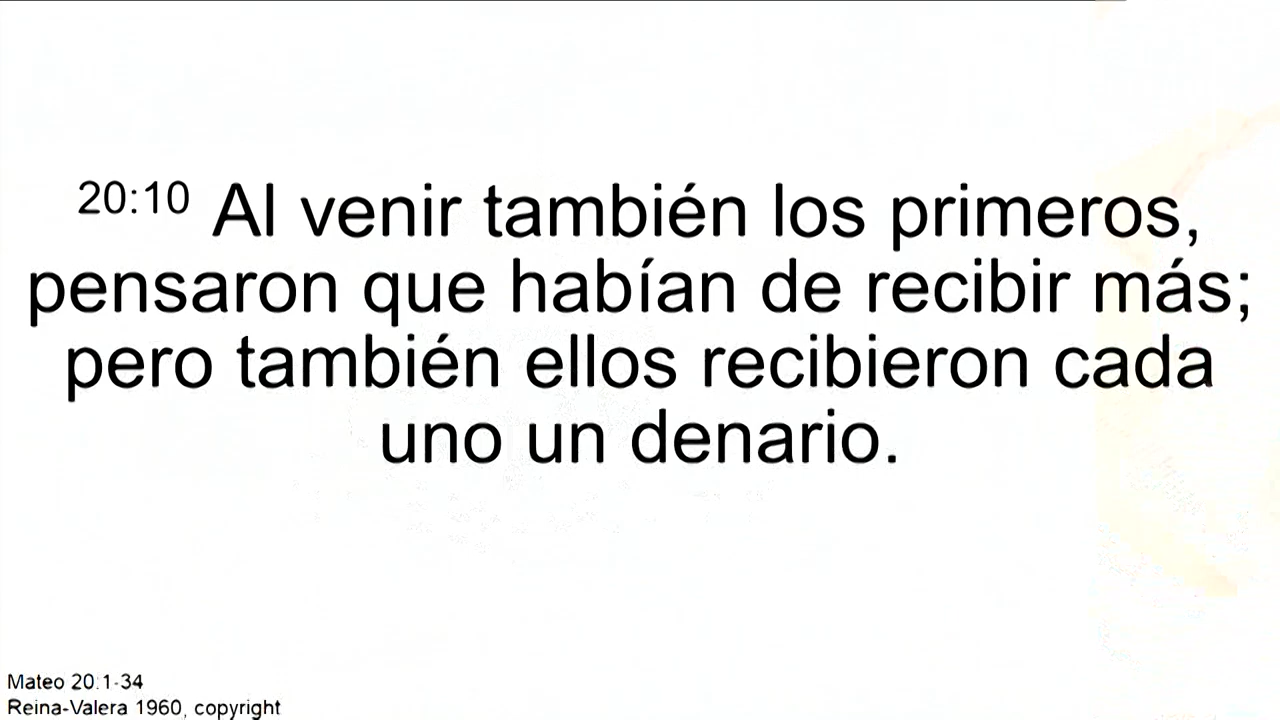 20:10 Al venir también los primeros,
pensaron que habían de recibir más;
pero también ellos recibieron cada
uno un denario.
Mateo 20:1-34
Reina-Valera 1960, copyright